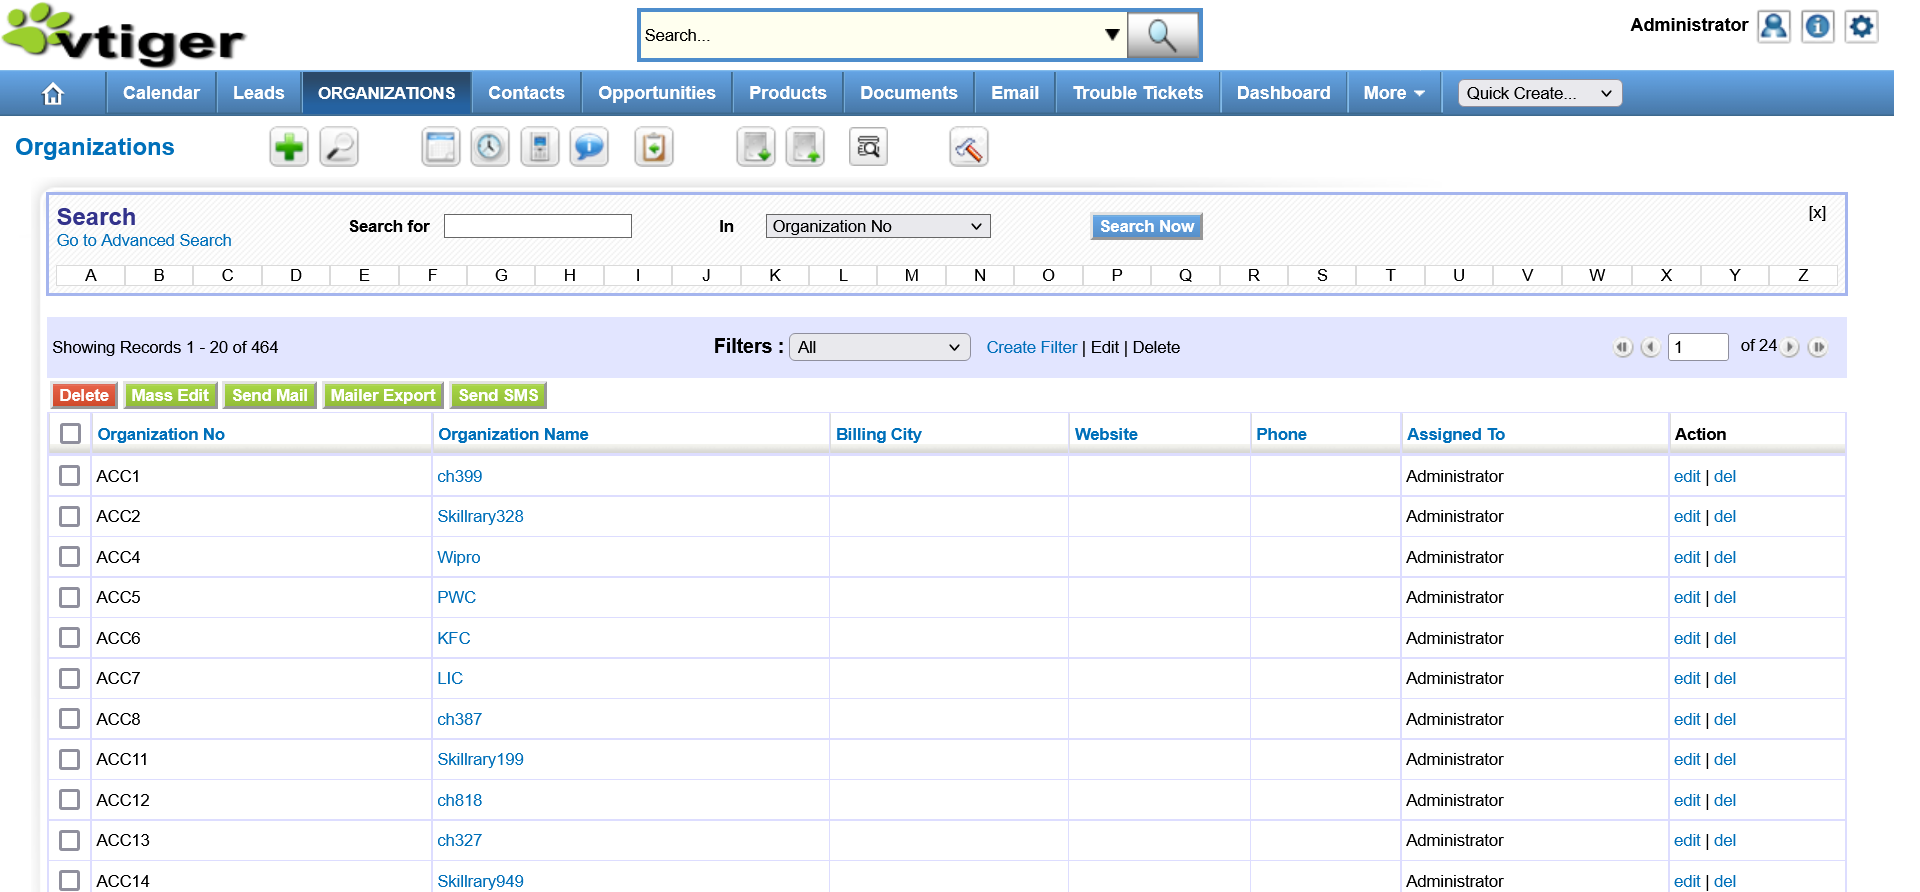 vtiger
Search...
Administrator
Calendar Leads ORGANIZATIONS Contacts Opportunities Products Documents Email Trouble Tickets Dashboard More Quick Create...
Organizations
Search
Go to Advanced Search
Search for In Organization No Search Now [x]
A B C D E F G H I J K L M N O P Q R S T U V W X Y Z
Showing Records 1 - 20 of 464 Filters : All Create Filter | Edit | Delete 1 of 24
Delete Mass Edit Send Mail Mailer Export Send SMS
Organization No Organization Name Billing City Website Phone Assigned To Action
ACC1 ch399 Administrator edit | del
ACC2 Skillrary328 Administrator edit | del
ACC4 Wipro Administrator edit | del
ACC5 PWC Administrator edit | del
ACC6 KFC Administrator edit | del
ACC7 LIC Administrator edit | del
ACC8 ch387 Administrator edit | del
ACC11 Skillrary199 Administrator edit | del
ACC12 ch818 Administrator edit | del
ACC13 ch327 Administrator edit | del
ACC14 Skillrary949 Administrator edit | del